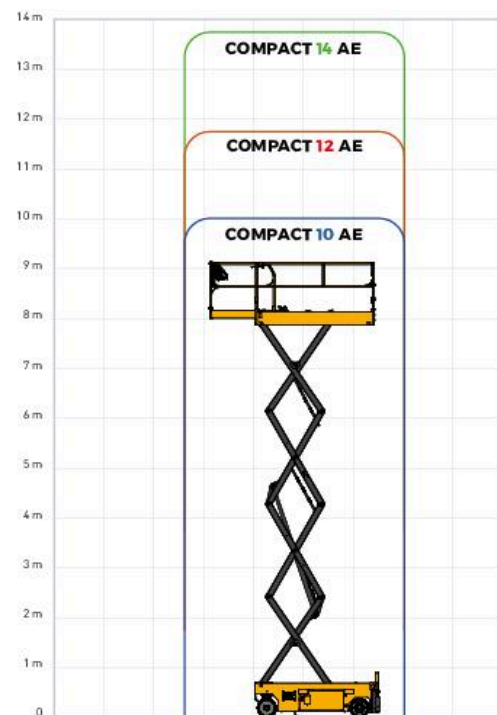 14 m
COMPACT 14 AE
13 m
12 m
COMPACT 12 AE
11 m
10 m
COMPACT 10 AE
9 m
8 m
7 m
6 m
5 m
4 m
3 m
2 m
1 m
0